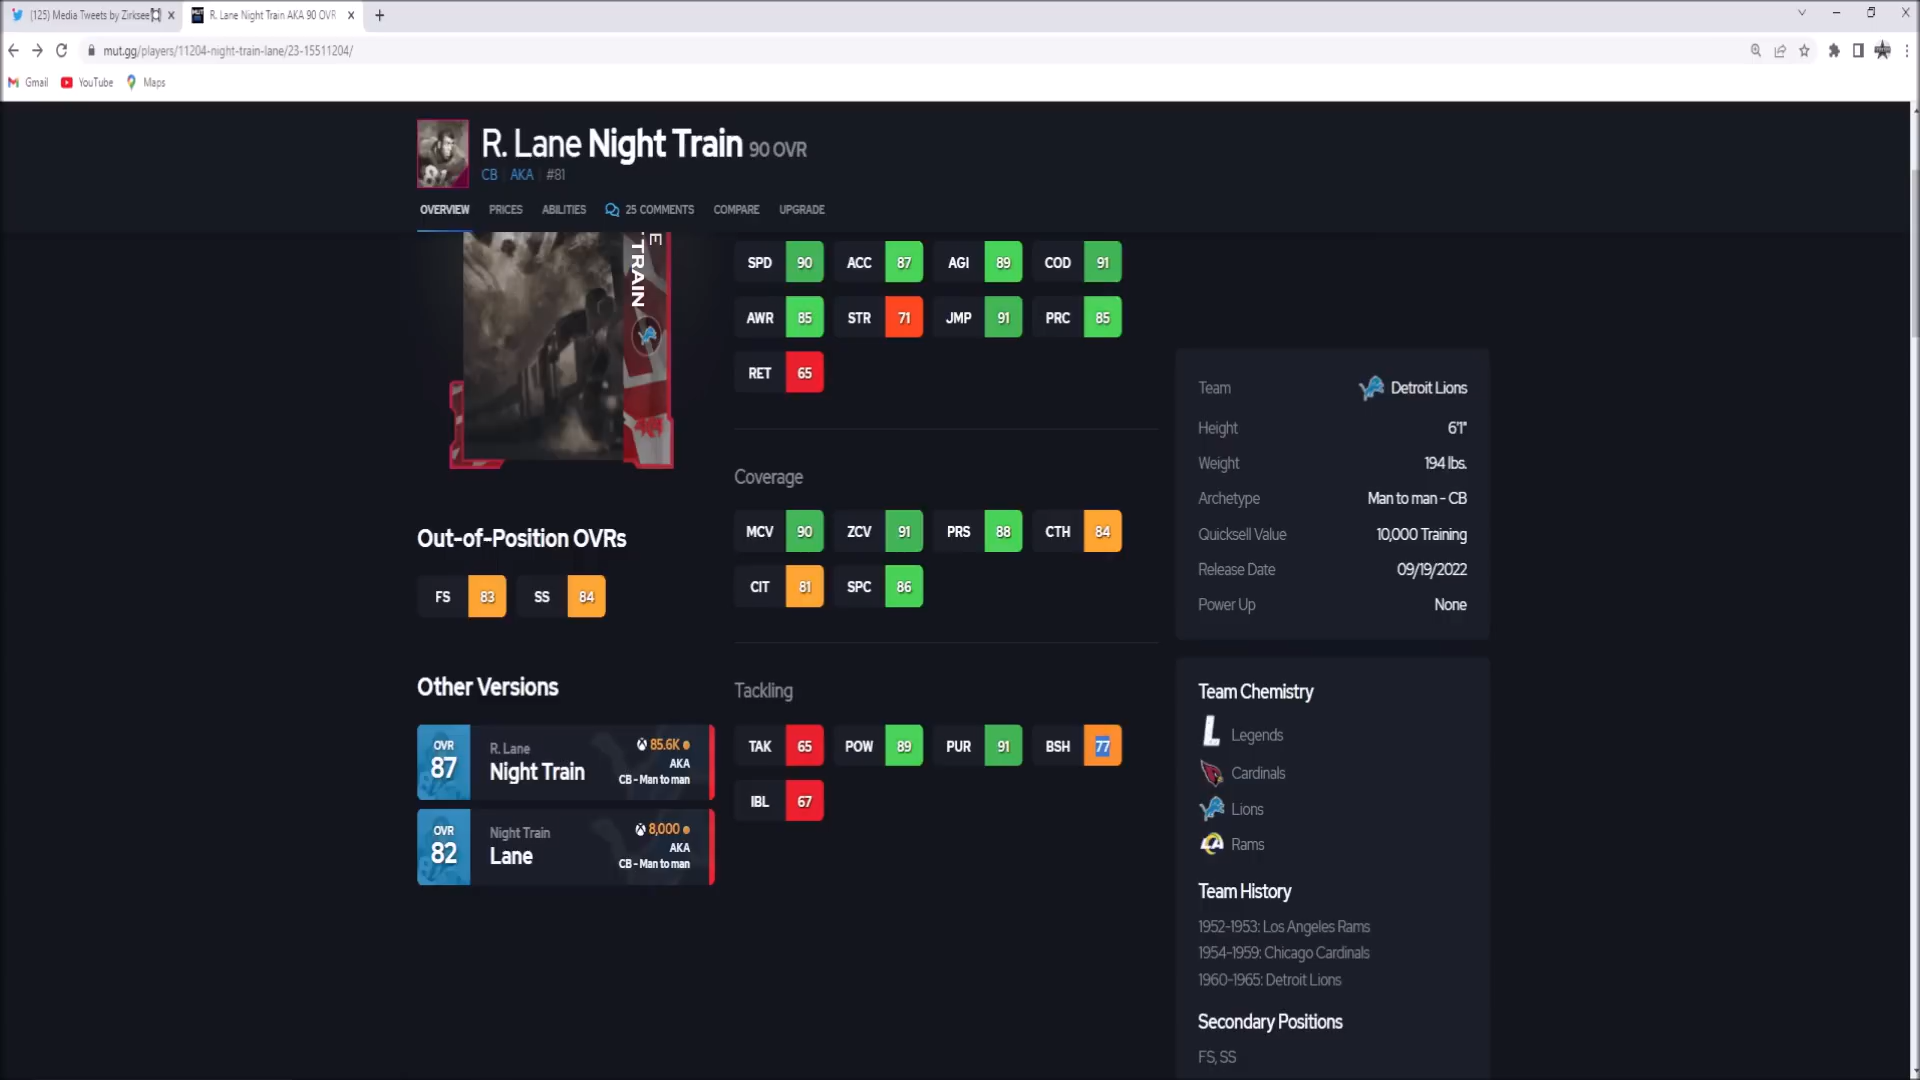 (125) Media Tweets by Zirksee
R. Lane Night Train AKA 90 OVR
mut.gg/players/11204-night-train-lane/23-15511204/
Gmail YouTube Maps
R. Lane Night Train 90 OVR
CB AKA #81
OVERVIEW PRICES ABILITIES 25 COMMENTS COMPARE UPGRADE
E
TRAIN
SPD 90 ACC 87 AGI 89 COD 91
AWR 85 STR 71 JMP 91 PRC 85
RET 65
Coverage
MCV 90 ZCV 91 PRS 88 CTH 84
CIT 81 SPC 86
Tackling
TAK 65 POW 89 PUR 91 BSH 77
IBL 67
Out-of-Position OVRs
FS 83 SS 84
Other Versions
OVR 87
R. Lane
Night Train
85.6K
AKA
CB - Man to man
OVR 82
Night Train
Lane
8,000
AKA
CB - Man to man
Team Detroit Lions
Height 6'1"
Weight 194 lbs.
Archetype Man to man - CB
Quicksell Value 10,000 Training
Release Date 09/19/2022
Power Up None
Team Chemistry
L Legends
Cardinals
Lions
Rams
Team History
1952-1953: Los Angeles Rams
1954-1959: Chicago Cardinals
1960-1965: Detroit Lions
Secondary Positions
FS, SS